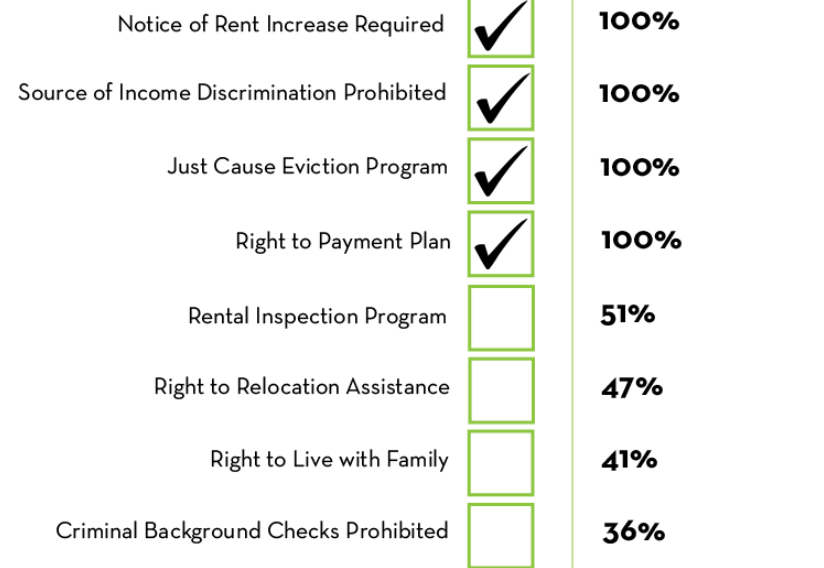 Notice of Rent Increase Required 100%
Source of Income Discrimination Prohibited 100%
Just Cause Eviction Program 100%
Right to Payment Plan 100%
Rental Inspection Program 51%
Right to Relocation Assistance 47%
Right to Live with Family 41%
Criminal Background Checks Prohibited 36%